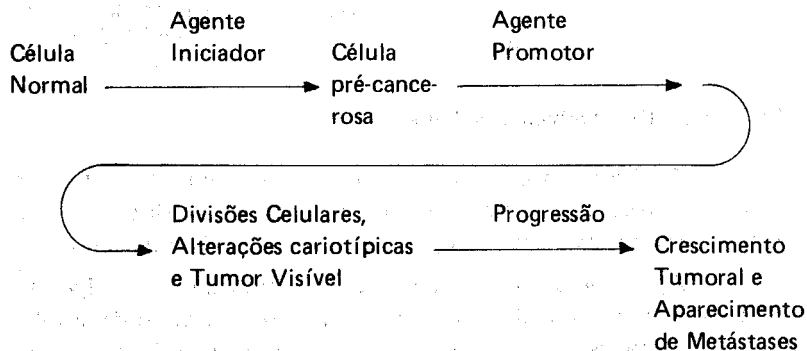 Célula
Normal
Agente
Iniciador
Célula
pré-cance-
rosa
Agente
Promotor
Divisões Celulares,
Alterações cariotípicas
e Tumor Visível
Progressão
Crescimento
Tumoral e
Aparecimento
de Metástases